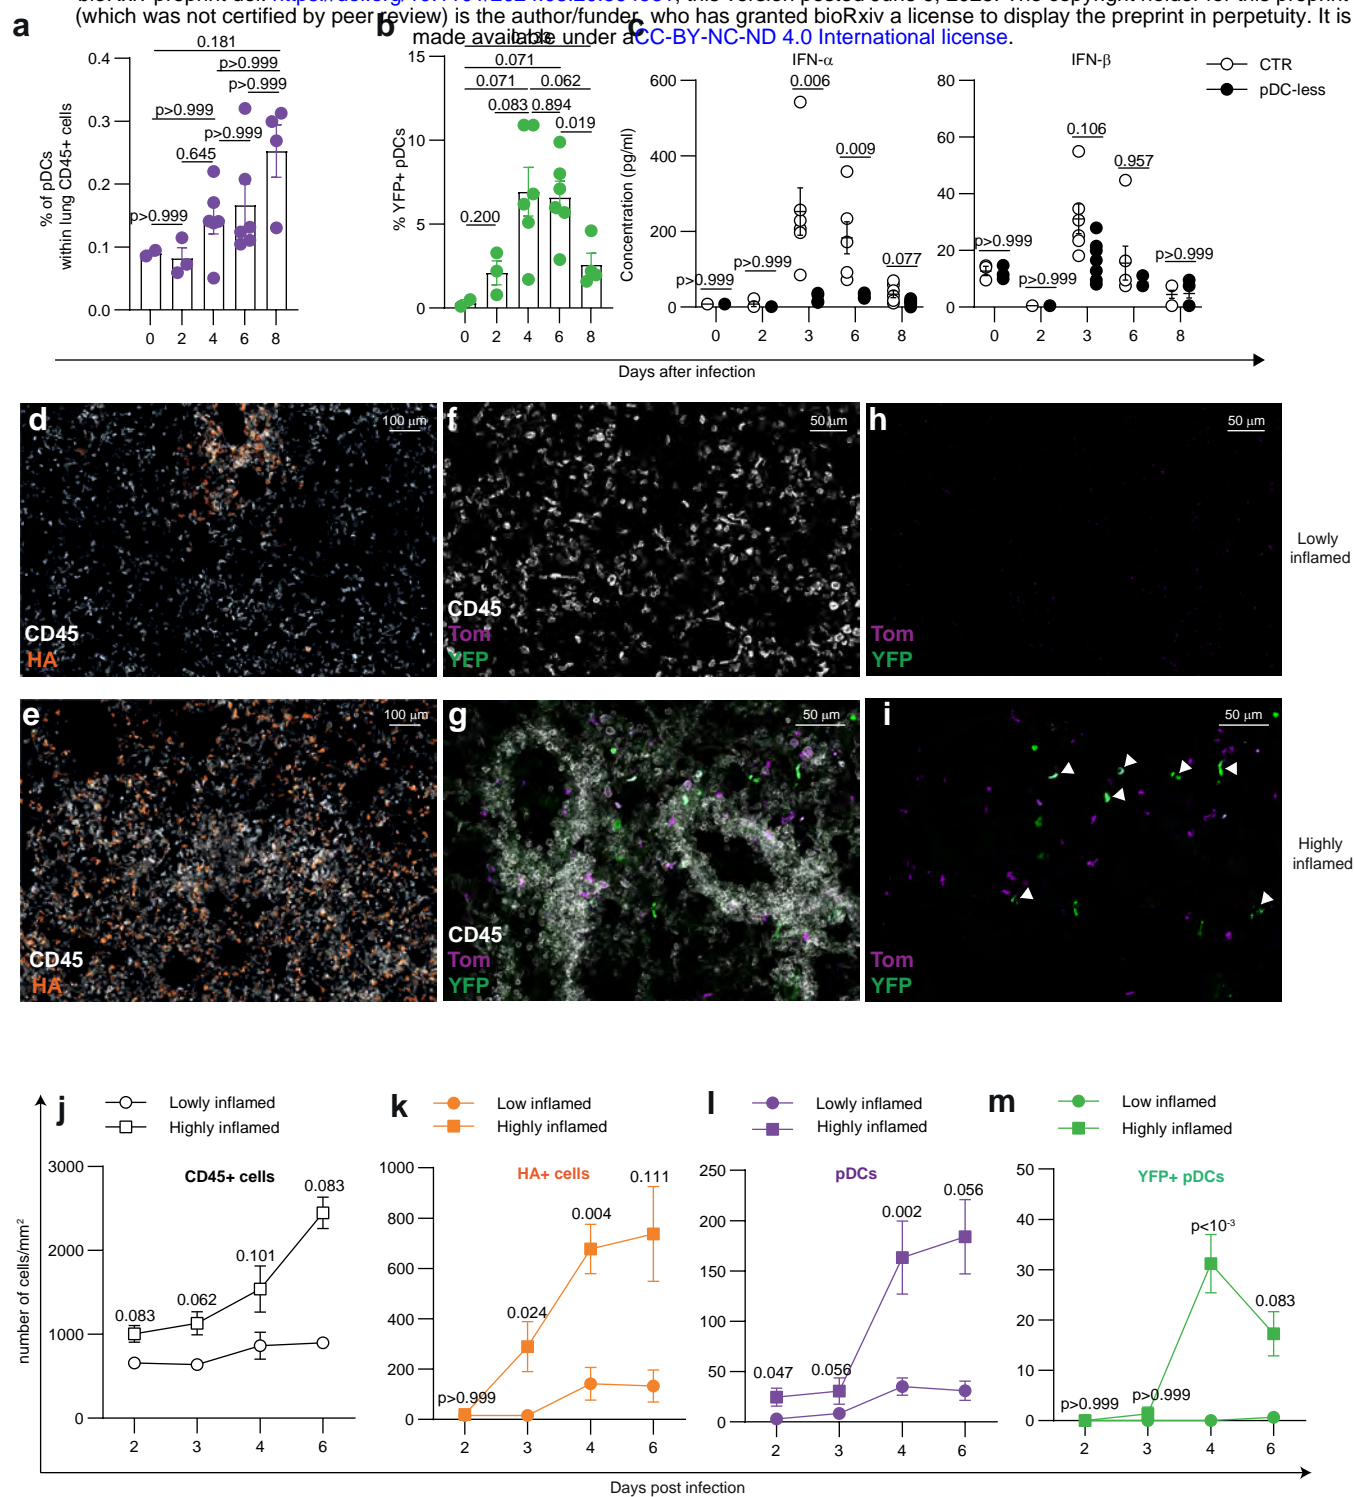 (which was not certified by peer review) is the author/funder, who has granted bioRxiv a license to display the preprint in perpetuity. It is
made available under aCC-BY-NC-ND 4.0 International license.
a
% of pDCs
within lung CD45+ cells
0.4
0.3
0.2
0.1
0.0
0.181
p>0.999
p>0.999
p>0.999
p>0.999
0.645
p>0.999
0 2 4 6 8
b
% YFP+ pDCs
15
10
5
0
0.071
0.071 0.062
0.083 0.894
0.019
0.200
0 2 4 6 8
c
Concentration (pg/ml)
IFN-α
600
400
200
0
0.006
0.009
p>0.999
p>0.999
0.077
0 2 3 6 8
IFN-β
80
60
40
20
0
0.106
0.957
p>0.999
p>0.999
p>0.999
0 2 3 6 8
CTR
pDC-less
Days after infection
d
100 μm
CD45
HA
f
50 μm
CD45
Tom
YFP
h
50 μm
Tom
YFP
Lowly
inflamed
e
100 μm
CD45
HA
g
50 μm
CD45
Tom
YFP
i
50 μm
Tom
YFP
Highly
inflamed
j
Lowly inflamed
Highly inflamed
number of cells/mm²
CD45+ cells
3000
2000
1000
0
0.083
0.062
0.101
0.083
2 3 4 6
k
Low inflamed
Highly inflamed
HA+ cells
1000
800
600
400
200
0
p>0.999
0.024
0.004
0.111
2 3 4 6
l
Lowly inflamed
Highly inflamed
pDCs
250
200
150
100
50
0
0.047
0.056
0.002
0.056
2 3 4 6
m
Low inflamed
Highly inflamed
YFP+ pDCs
50
40
30
20
10
0
p>0.999
p>0.999
p<10⁻³
0.083
2 3 4 6
Days post infection